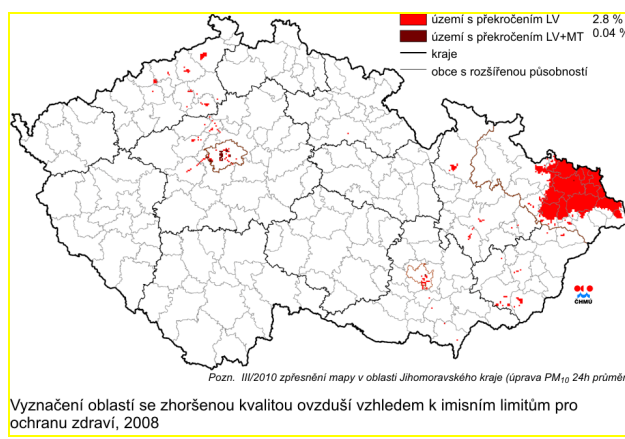 území s překročením LV 2.8 %
území s překročením LV+MT 0.04 %
kraje
obce s rozšířenou působností
ČHMÚ
Pozn. III/2010 zpřesnění mapy v oblasti Jihomoravského kraje (úprava PM10 24h průměr
Vyznačení oblastí se zhoršenou kvalitou ovzduší vzhledem k imisním limitům pro
ochranu zdraví, 2008